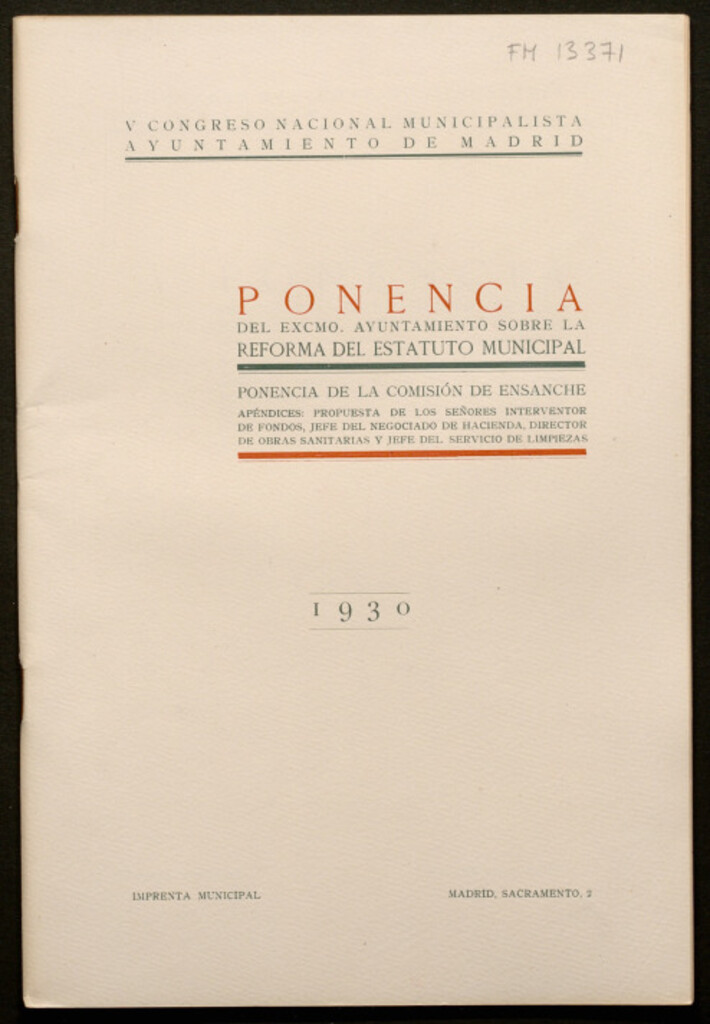 FM 13371
V CONGRESO NACIONAL MUNICIPALISTA
AYUNTAMIENTO DE MADRID
PONENCIA
DEL EXCMO. AYUNTAMIENTO SOBRE LA
REFORMA DEL ESTATUTO MUNICIPAL
PONENCIA DE LA COMISIÓN DE ENSANCHE
APÉNDICES: PROPUESTA DE LOS SEÑORES INTERVENTOR
DE FONDOS, JEFE DEL NEGOCIADO DE HACIENDA, DIRECTOR
DE OBRAS SANITARIAS Y JEFE DEL SERVICIO DE LIMPIEZAS
1930
IMPRENTA MUNICIPAL
MADRID, SACRAMENTO, 2